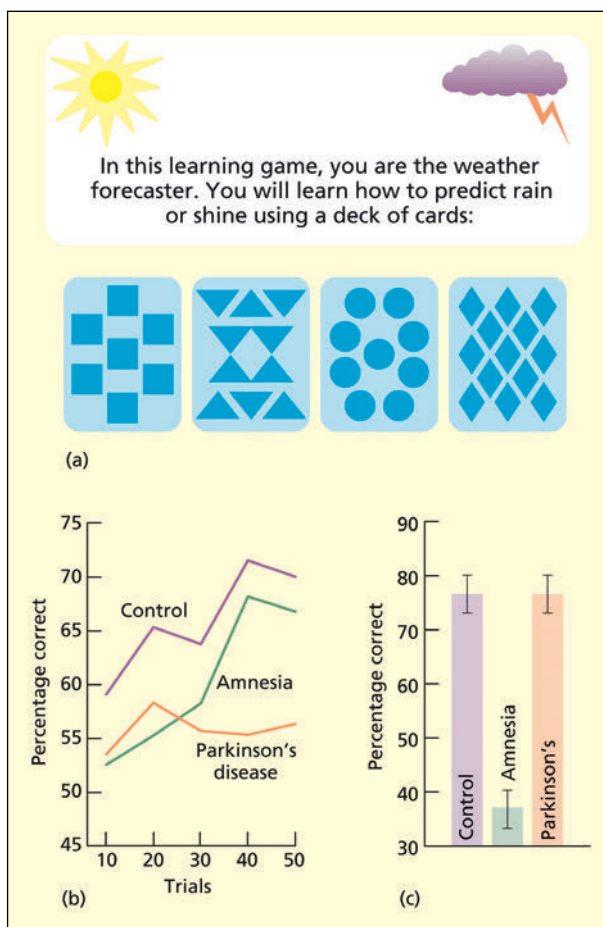 In this learning game, you are the weather
forecaster. You will learn how to predict rain
or shine using a deck of cards:
(a)
Percentage correct
75
70
65
60
55
50
45
Control
Amnesia
Parkinson's
disease
10 20 30 40 50
Trials
(b)
Percentage correct
90
80
70
60
50
40
30
Control
Amnesia
Parkinson's
(c)